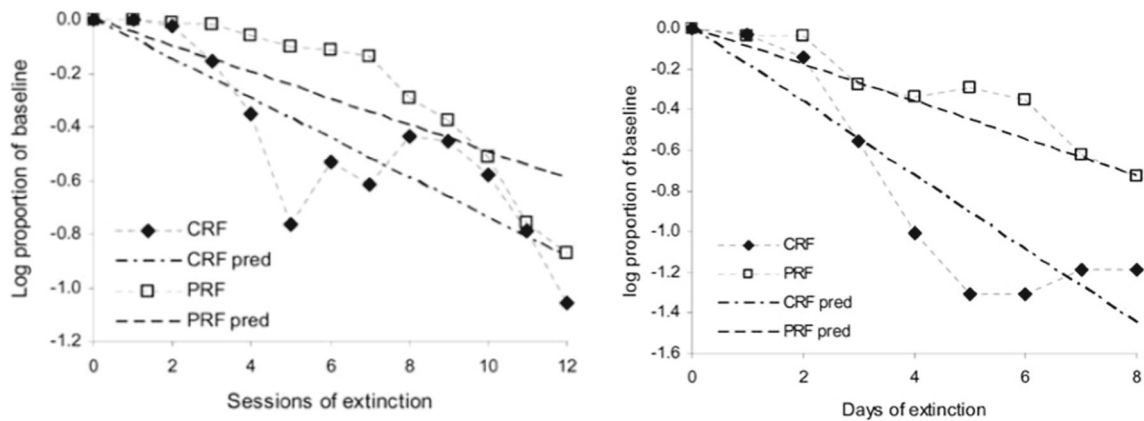 0.0
-0.2
-0.4
-0.6
-0.8
-1.0
-1.2
Log proportion of baseline
CRF
CRF pred
PRF
PRF pred
0 2 4 6 8 10 12
Sessions of extinction
0.0
-0.2
-0.4
-0.6
-0.8
-1.0
-1.2
-1.4
-1.6
log proportion of baseline
CRF
PRF
CRF pred
PRF pred
0 2 4 6 8
Days of extinction